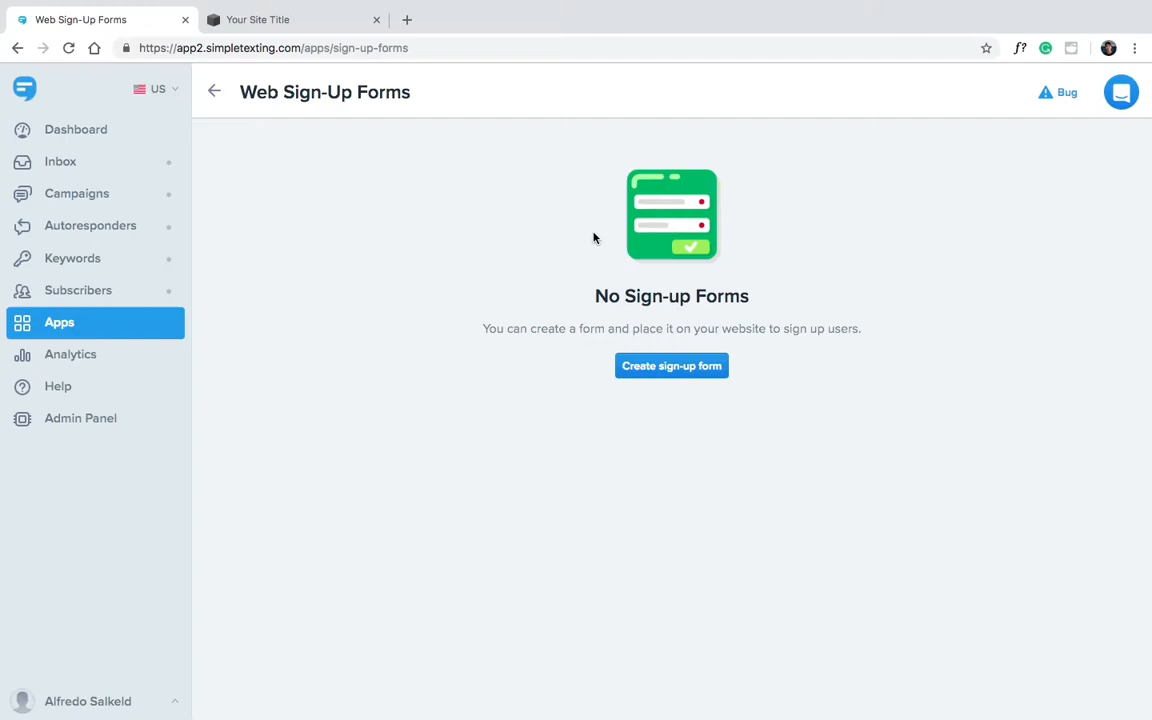 Web Sign-Up Forms
Your Site Title
https://app2.simpletexting.com/apps/sign-up-forms
f?
US
Web Sign-Up Forms
Bug
Dashboard
Inbox
Campaigns
Autoresponders
Keywords
Subscribers
Apps
Analytics
Help
Admin Panel
No Sign-up Forms
You can create a form and place it on your website to sign up users.
Create sign-up form
Alfredo Salkeld